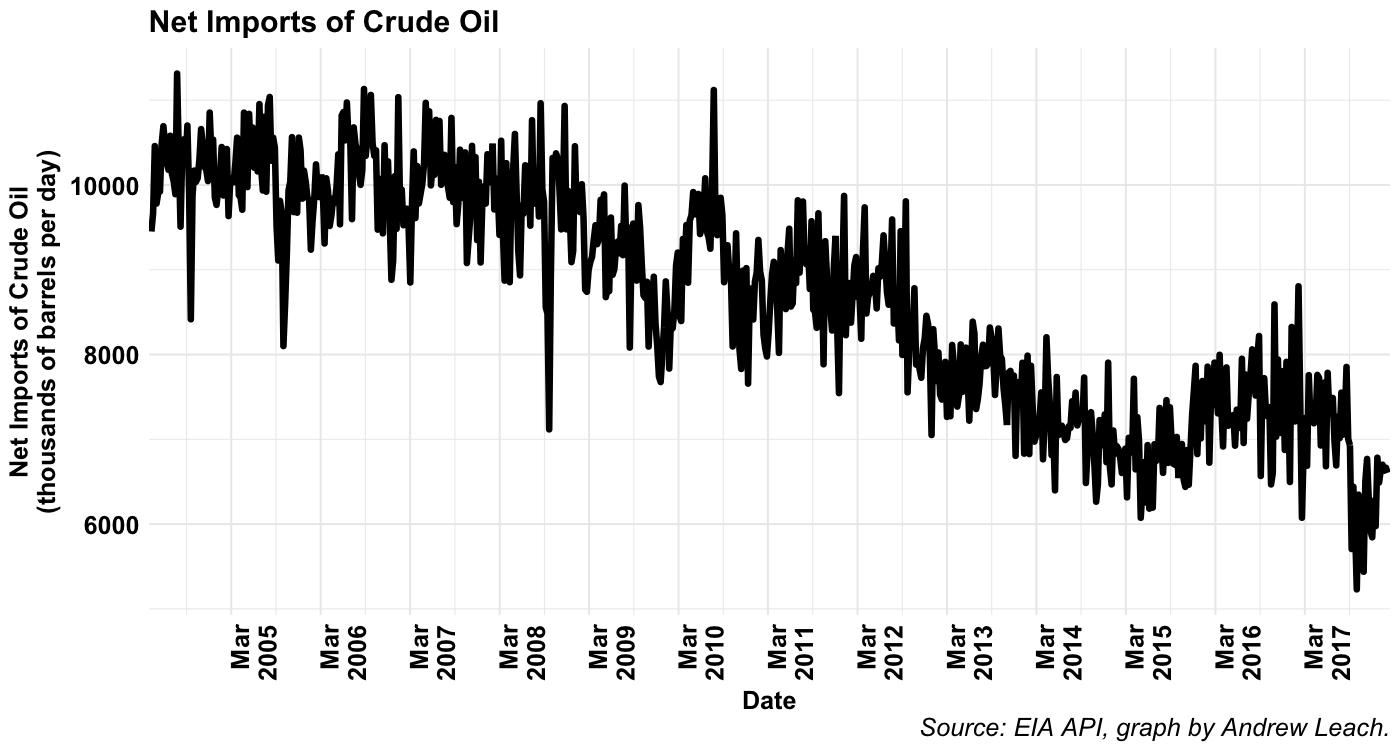 Net Imports of Crude Oil
Net Imports of Crude Oil
(thousands of barrels per day)
10000
8000
6000
Mar
2005
Mar
2006
Mar
2007
Mar
2008
Mar
2009
Mar
2010
Mar
2011
Mar
2012
Mar
2013
Mar
2014
Mar
2015
Mar
2016
Mar
2017
Date
Source: EIA API, graph by Andrew Leach.